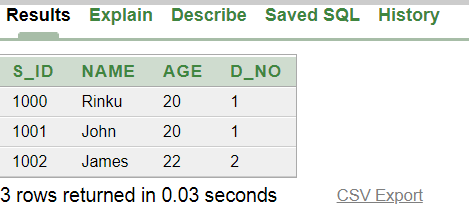 Results Explain Describe Saved SQL History
S_ID NAME AGE D_NO
1000 Rinku 20 1
1001 John 20 1
1002 James 22 2
3 rows returned in 0.03 seconds CSV Export